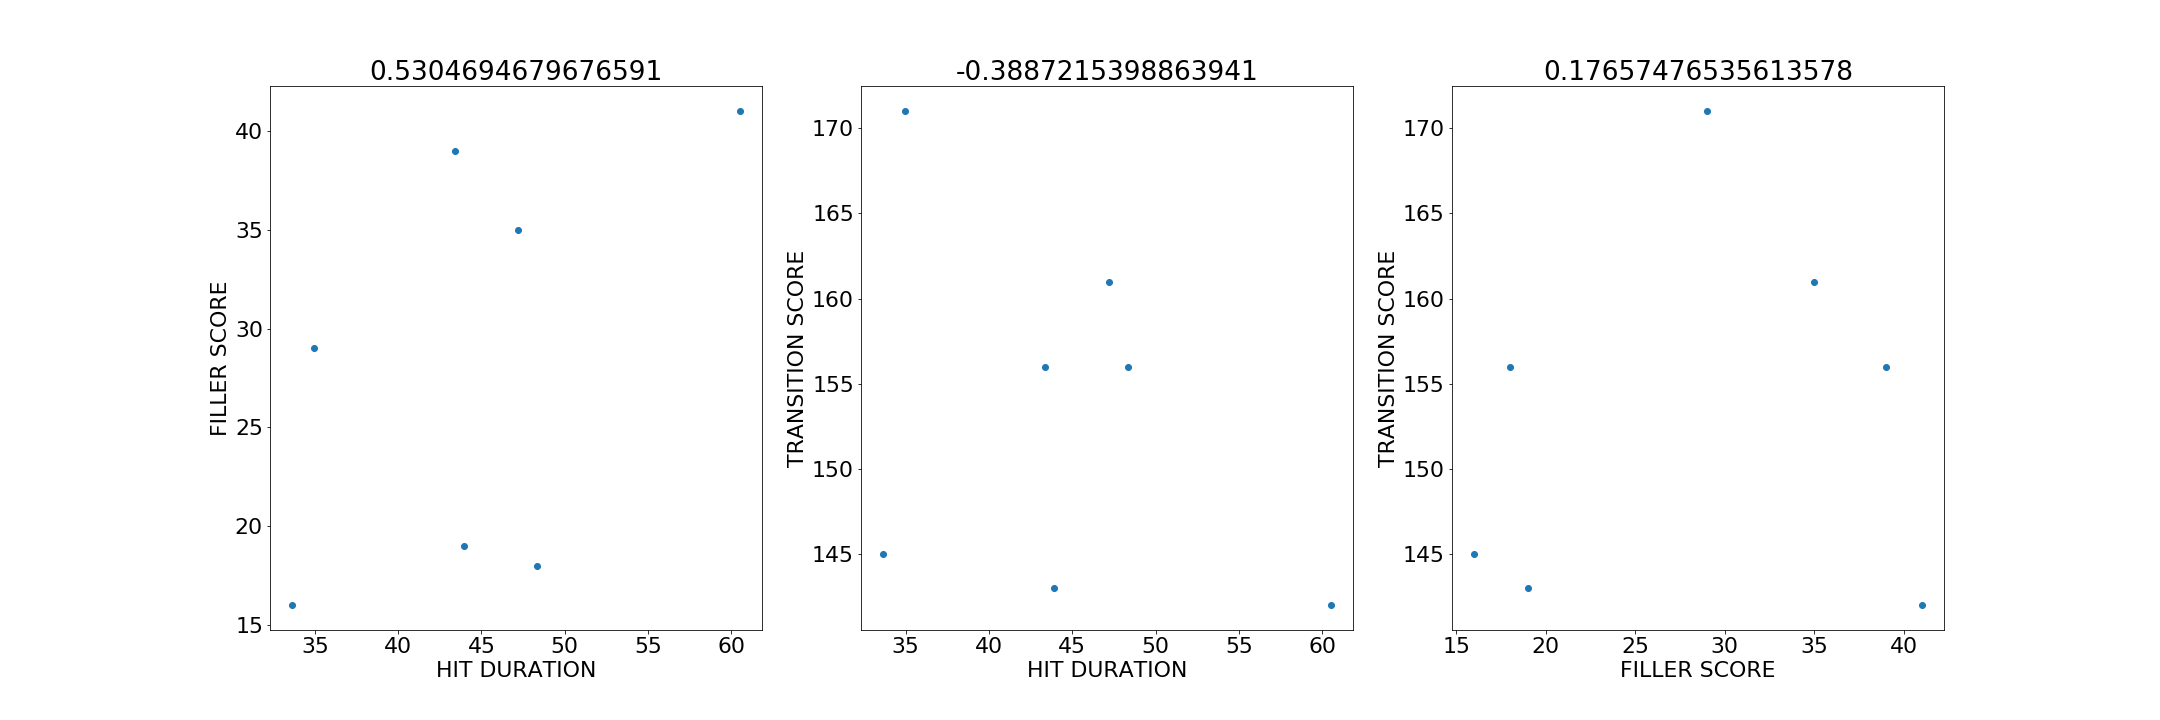 0.5304694679676591
-0.3887215398863941
0.17657476535613578
40
35
30
25
20
15
FILLER SCORE
35 40 45 50 55 60
HIT DURATION
170
165
160
155
150
145
TRANSITION SCORE
35 40 45 50 55 60
HIT DURATION
170
165
160
155
150
145
TRANSITION SCORE
15 20 25 30 35 40
FILLER SCORE